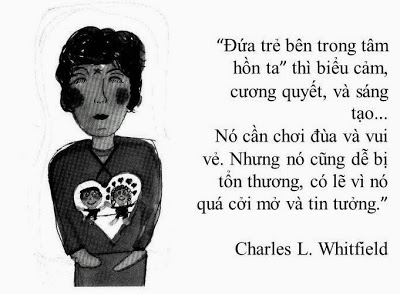 “Đứa trẻ bên trong tâm
hồn ta” thì biểu cảm,
cương quyết, và sáng
tạo...
Nó cần chơi đùa và vui
vẻ. Nhưng nó cũng dễ bị
tổn thương, có lẽ vì nó
quá cởi mở và tin tưởng.”
Charles L. Whitfield